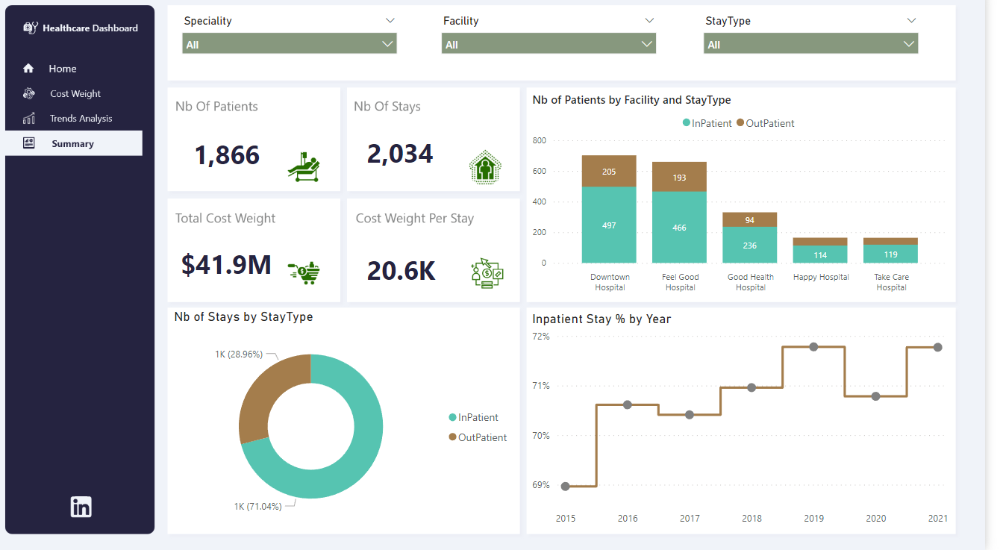 Healthcare Dashboard
Home
Cost Weight
Trends Analysis
Summary
in
Speciality
All
Facility
All
StayType
All
Nb Of Patients
1,866
Nb Of Stays
2,034
Total Cost Weight
$41.9M
Cost Weight Per Stay
20.6K
Nb of Patients by Facility and StayType
InPatient OutPatient
800
600
400
200
0
205
497
193
466
94
236
114
119
Downtown
Hospital
Feel Good
Hospital
Good Health
Hospital
Happy Hospital
Take Care
Hospital
Nb of Stays by StayType
1K (28.96%)
1K (71.04%)
InPatient
OutPatient
Inpatient Stay % by Year
72%
71%
70%
69%
2015 2016 2017 2018 2019 2020 2021